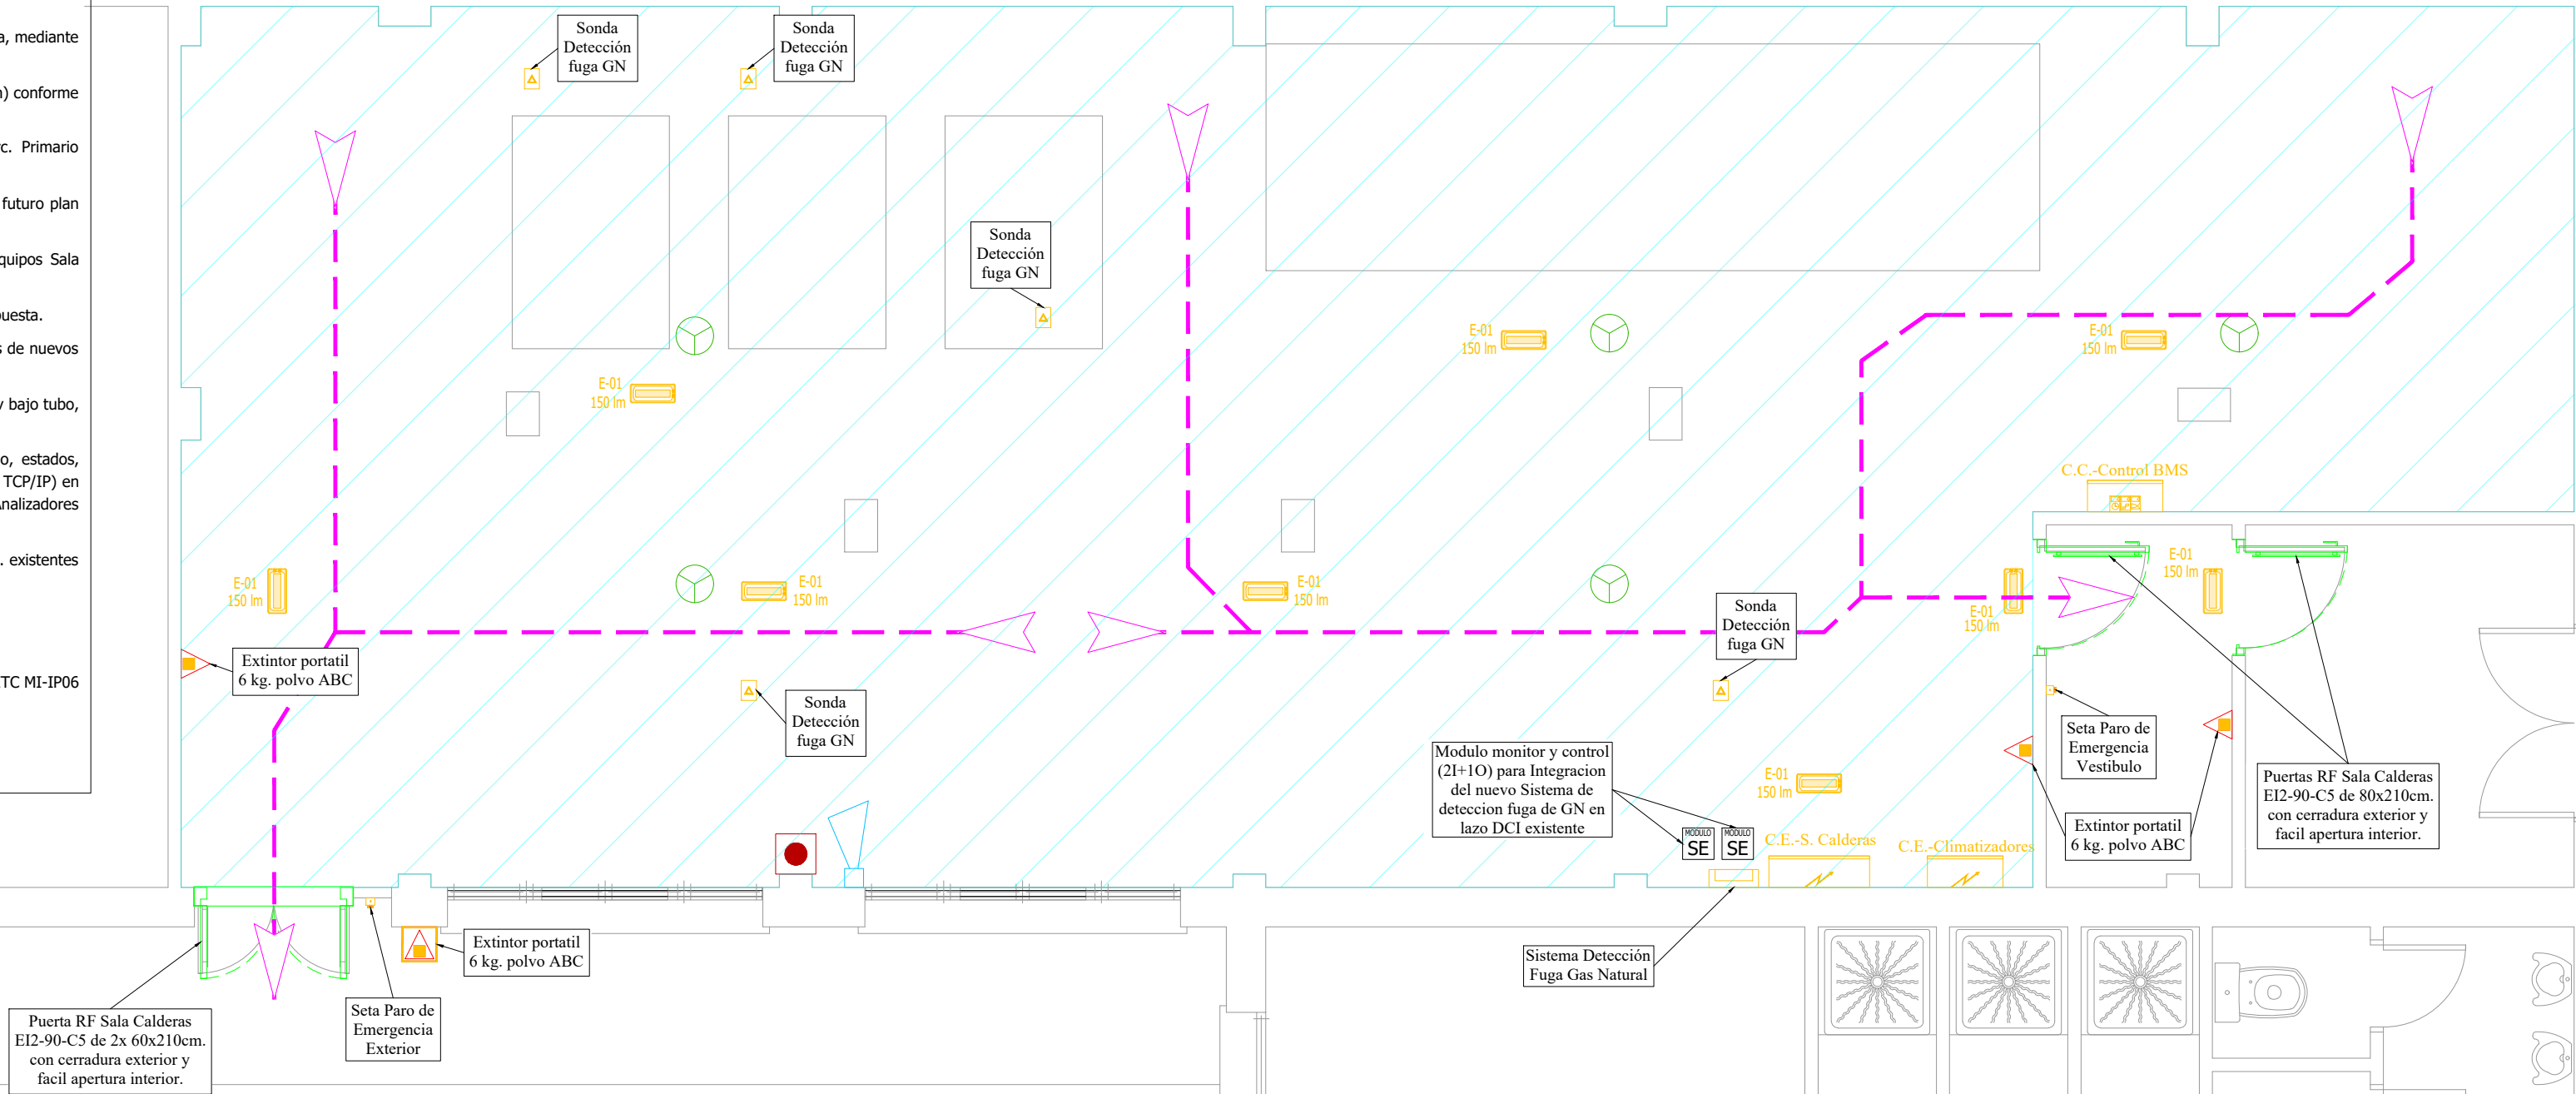 a, mediante
n) conforme
rc. Primario
futuro plan
quipos Sala
puesta.
s de nuevos
y bajo tubo,
o, estados,
TCP/IP) en
Analizadores
. existentes
ITC MI-IP06
Sonda
Detección
fuga GN
Sonda
Detección
fuga GN
Sonda
Detección
fuga GN
E-01
150 lm
E-01
150 lm
E-01
150 lm
C.C.-Control BMS
E-01
150 lm
E-01
150 lm
E-01
150 lm
E-01
150 lm
E-01
150 lm
Sonda
Detección
fuga GN
Extintor portatil
6 kg. polvo ABC
Sonda
Detección
fuga GN
Seta Paro de
Emergencia
Vestibulo
Modulo monitor y control
(2I+1O) para Integracion
del nuevo Sistema de
deteccion fuga de GN en
lazo DCI existente
E-01
150 lm
Puertas RF Sala Calderas
EI2-90-C5 de 80x210cm.
con cerradura exterior y
facil apertura interior.
Extintor portatil
6 kg. polvo ABC
MODULO
SE
MODULO
SE
C.E.-S. Calderas
C.E.-Climatizadores
Extintor portatil
6 kg. polvo ABC
Sistema Detección
Fuga Gas Natural
Seta Paro de
Emergencia
Exterior
Puerta RF Sala Calderas
EI2-90-C5 de 2x 60x210cm.
con cerradura exterior y
facil apertura interior.